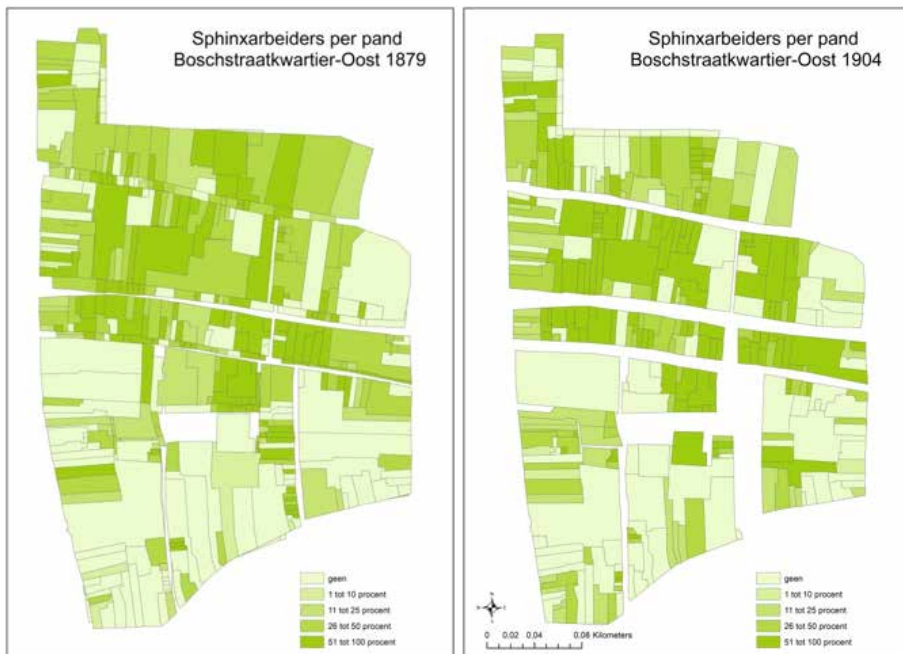 Sphinxarbeiders per pand
Boschstraatkwartier-Oost 1879
geen
1 tot 10 procent
11 tot 25 procent
26 tot 50 procent
51 tot 100 procent
Sphinxarbeiders per pand
Boschstraatkwartier-Oost 1904
geen
1 tot 10 procent
11 tot 25 procent
26 tot 50 procent
51 tot 100 procent
0 0,02 0,04 0,08 Kilometers